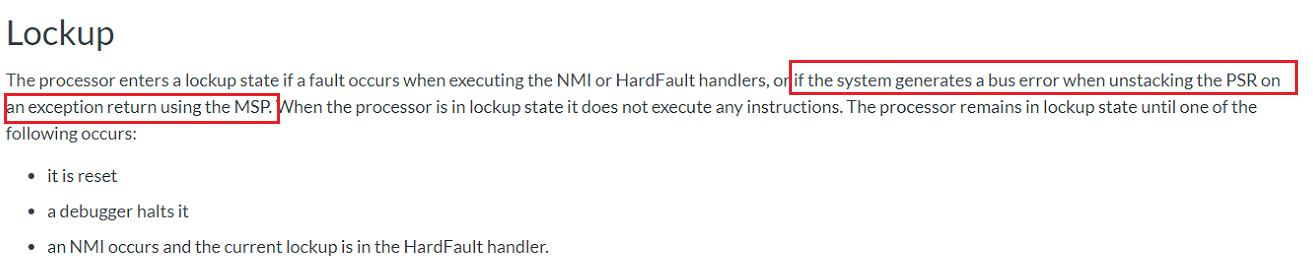 Lockup
The processor enters a lockup state if a fault occurs when executing the NMI or HardFault handlers, or if the system generates a bus error when unstacking the PSR on
an exception return using the MSP. When the processor is in lockup state it does not execute any instructions. The processor remains in lockup state until one of the
following occurs:
• it is reset
• a debugger halts it
• an NMI occurs and the current lockup is in the HardFault handler.